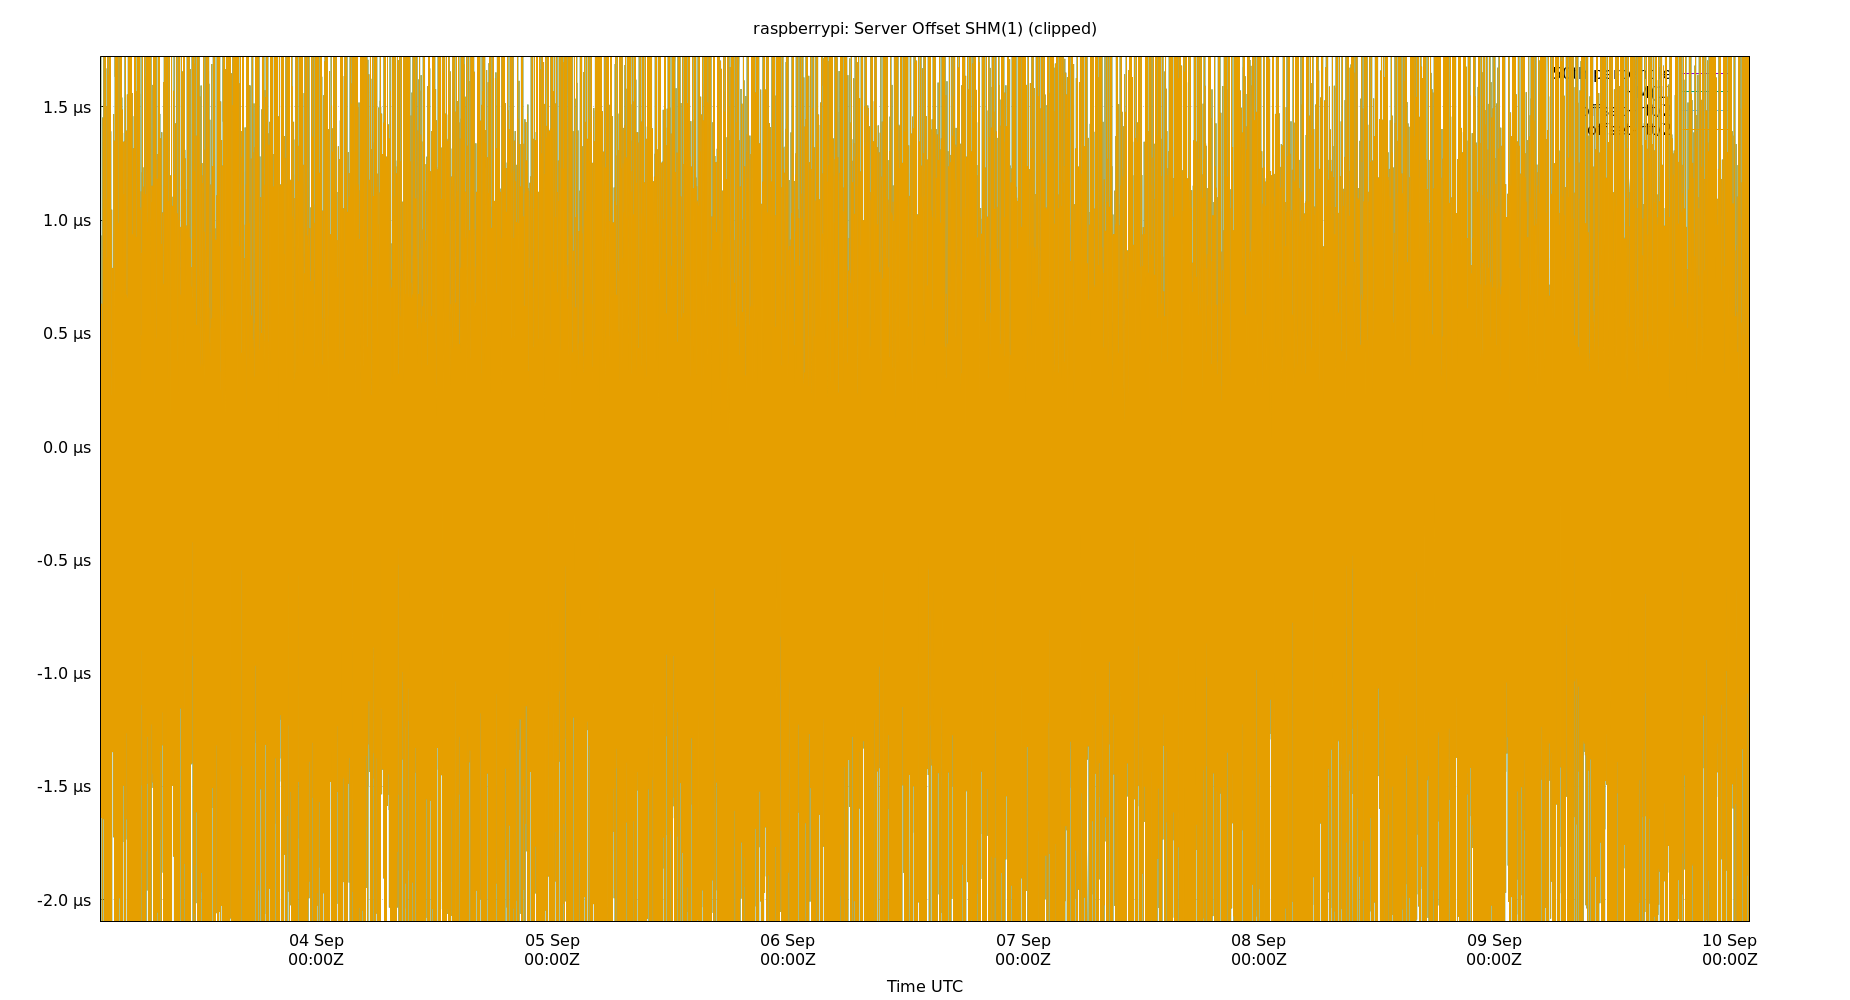 raspberrypi: Server Offset SHM(1) (clipped)
1.5 µs
1.0 µs
0.5 µs
0.0 µs
-0.5 µs
-1.0 µs
-1.5 µs
-2.0 µs
04 Sep 05 Sep 06 Sep 07 Sep 08 Sep 09 Sep 10 Sep
00:00Z 00:00Z 00:00Z 00:00Z 00:00Z 00:00Z 00:00Z
Time UTC